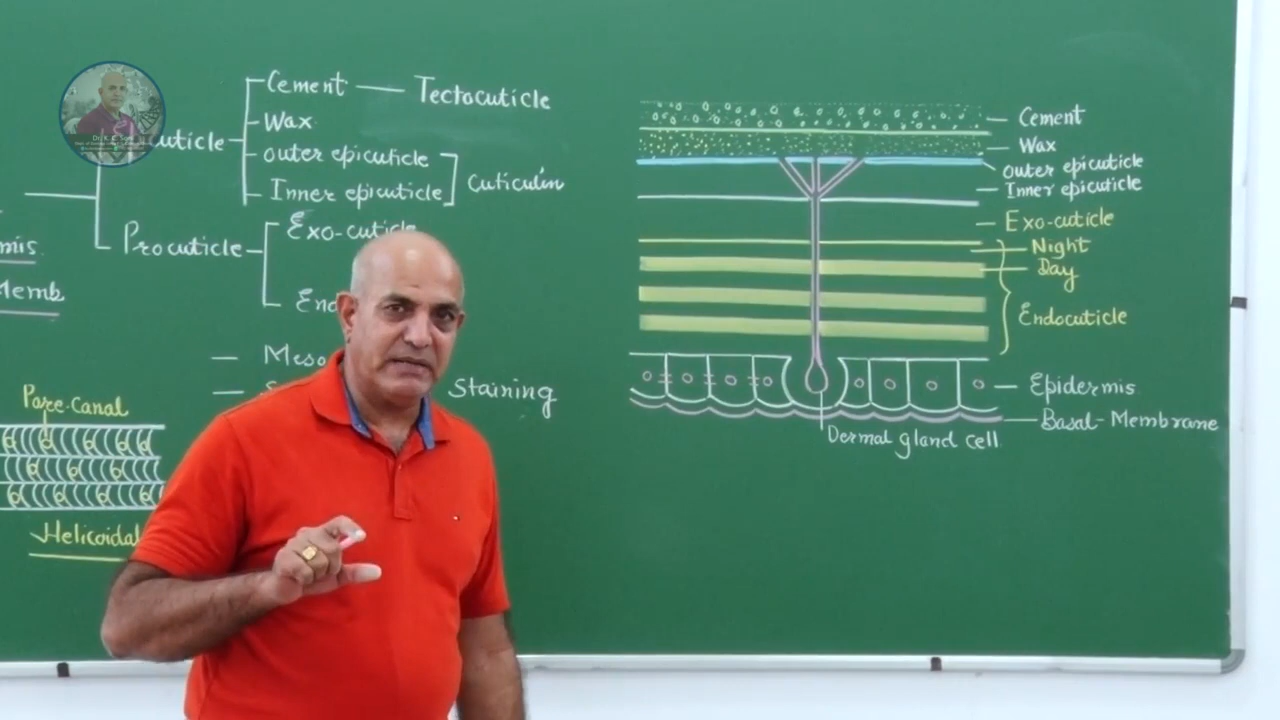 Cement — Tectocuticle
cuticle
Wax
outer epicuticle
Inner epicuticle
Cuticulin
Procuticle
Exo-cuticle
mis
Memb
Staining
Pore-canal
Helicoidal
Cement
Wax
Outer epicuticle
Inner epicuticle
Exo-cuticle
Night
Day
Endocuticle
Epidermis
Basal-Membrane
Dermal gland cell